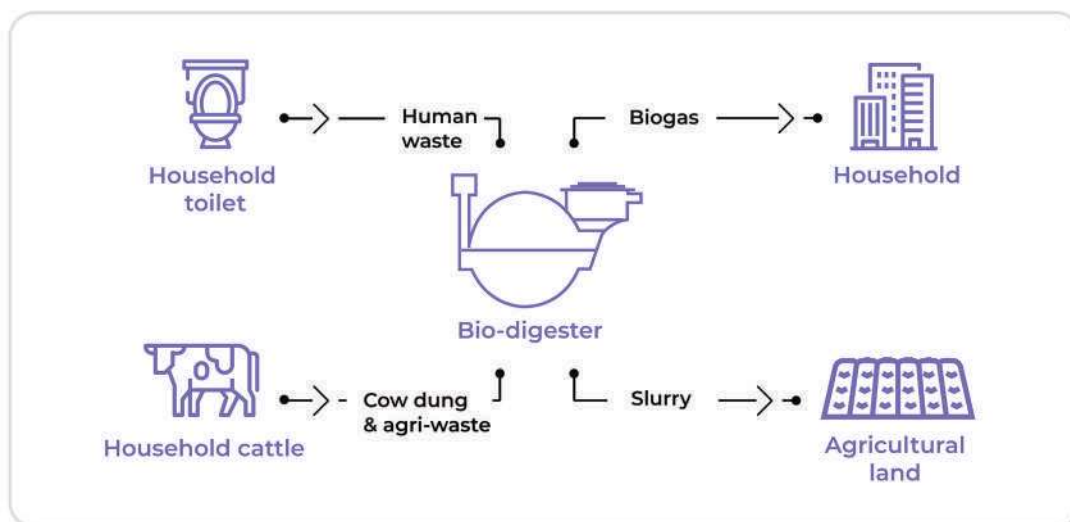 Human
waste
Biogas
Household
toilet
Household
Bio-digester
Cow dung
& agri-waste
Slurry
Household cattle
Agricultural
land